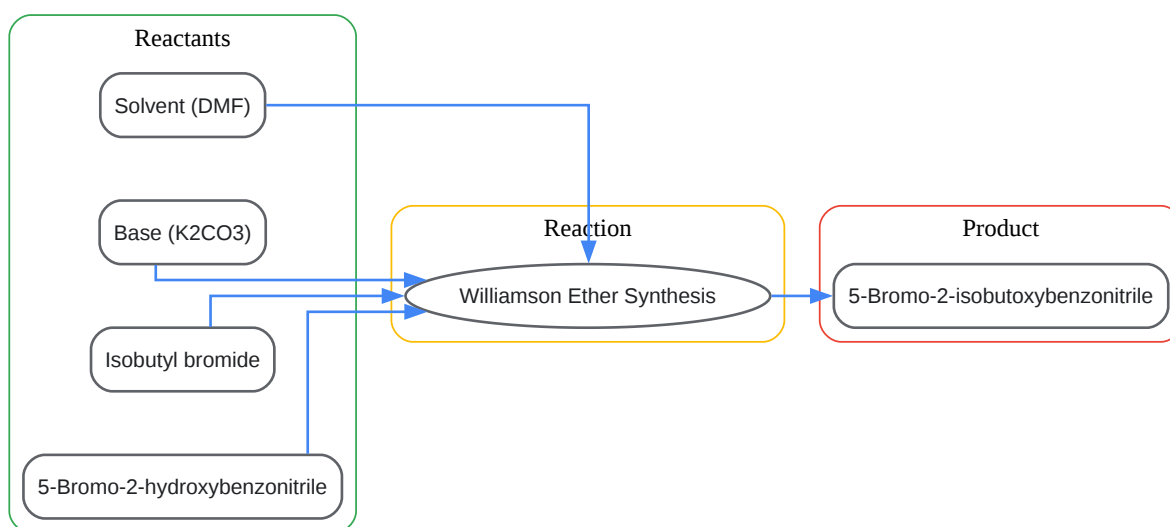 Reactants
Solvent (DMF)
Base (K2CO3)
Isobutyl bromide
5-Bromo-2-hydroxybenzonitrile
Reaction
Williamson Ether Synthesis
Product
5-Bromo-2-isobutoxybenzonitrile